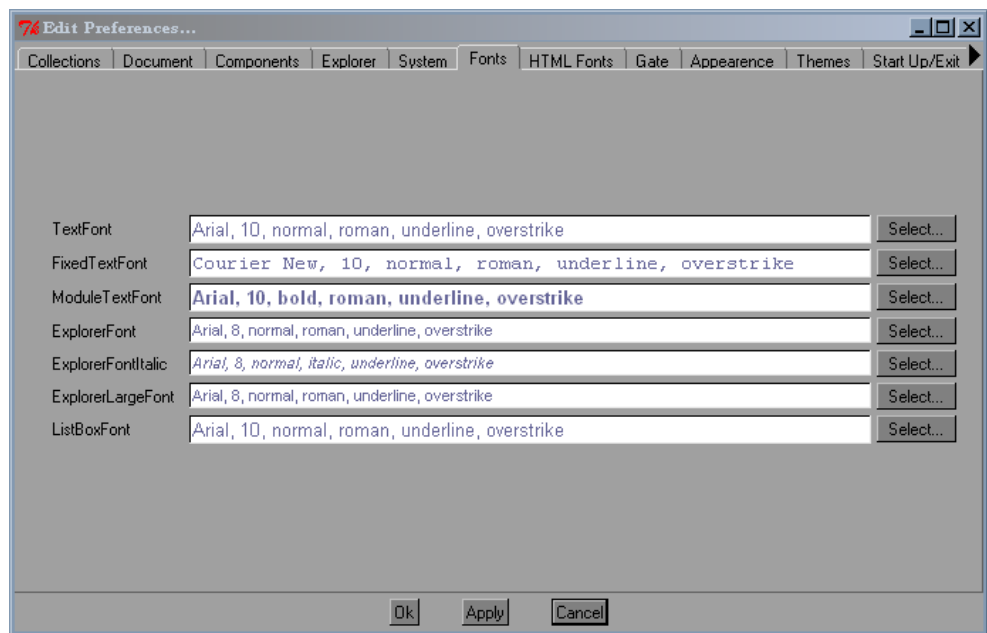 Edit Preferences...
Collections Document Components Explorer System Fonts HTML Fonts Gate Appearence Themes Start Up/Exit
TextFont Arial, 10, normal, roman, underline, overstrike Select...
FixedTextFont Courier New, 10, normal, roman, underline, overstrike Select...
ModuleTextFont Arial, 10, bold, roman, underline, overstrike Select...
ExplorerFont Arial, 8, normal, roman, underline, overstrike Select...
ExplorerFontItalic Arial, 8, normal, italic, underline, overstrike Select...
ExplorerLargeFont Arial, 8, normal, roman, underline, overstrike Select...
ListBoxFont Arial, 10, normal, roman, underline, overstrike Select...
Ok Apply Cancel